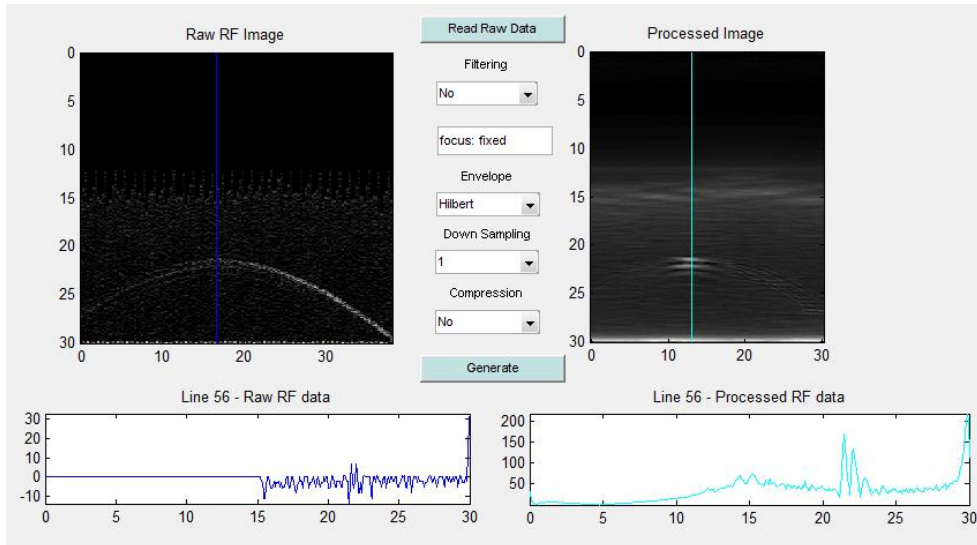 Raw RF Image
0
5
10
15
20
25
30
0 10 20 30
Read Raw Data
Filtering
No
focus: fixed
Envelope
Hilbert
Down Sampling
1
Compression
No
Generate
Processed Image
0
5
10
15
20
25
30
0 10 20 30
Line 56 - Raw RF data
30
20
10
0
-10
0 5 10 15 20 25 30
Line 56 - Processed RF data
200
150
100
50
0 5 10 15 20 25 30